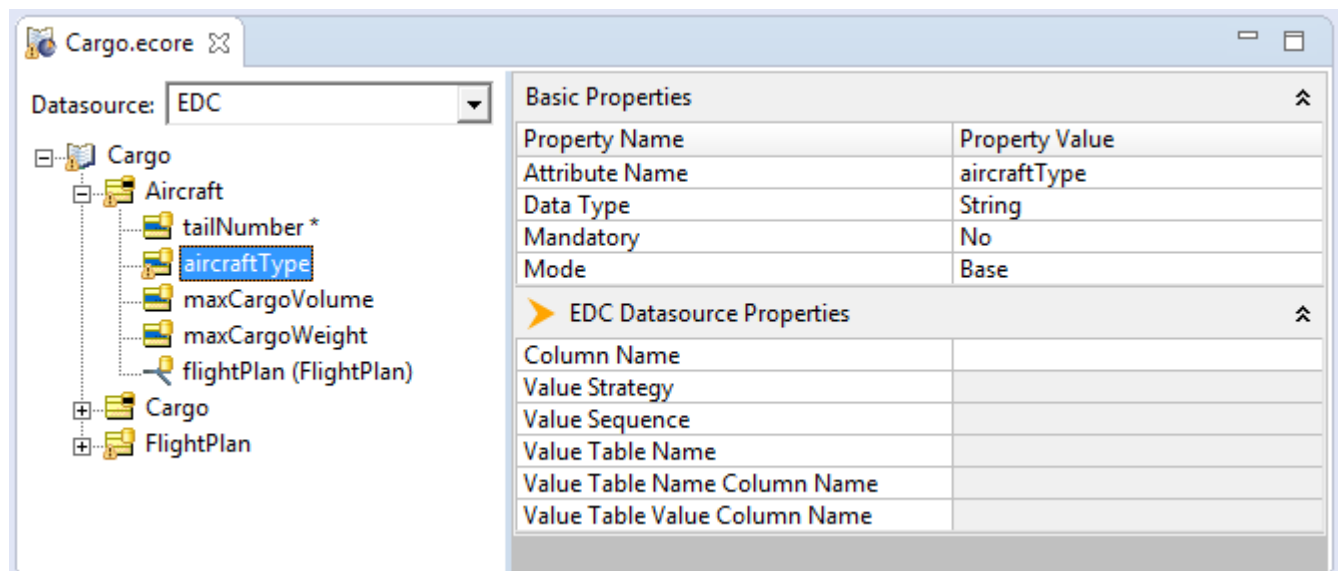 Cargo.ecore
Datasource: EDC
Cargo
Aircraft
tailNumber *
aircraftType
maxCargoVolume
maxCargoWeight
flightPlan (FlightPlan)
Cargo
FlightPlan
Basic Properties
Property Name Property Value
Attribute Name aircraftType
Data Type String
Mandatory No
Mode Base
EDC Datasource Properties
Column Name
Value Strategy
Value Sequence
Value Table Name
Value Table Name Column Name
Value Table Value Column Name